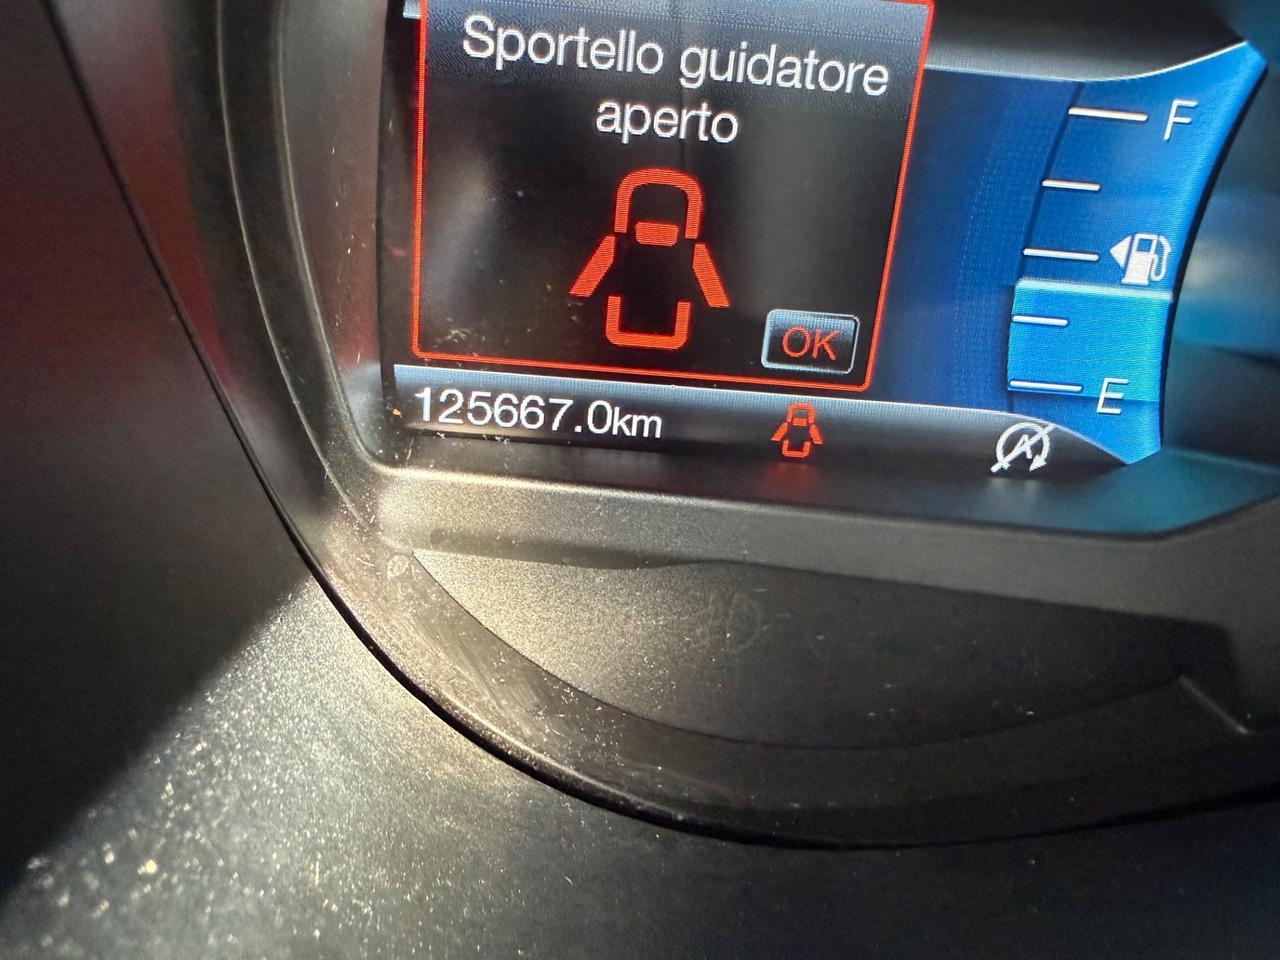 Sportello guidatore
aperto
F
OK
E
125667.0km
A